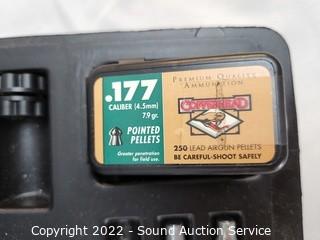 .177
CALIBER (4.5mm)
7.9 gr.
POINTED
PELLETS
Greater penetration
for field use.
PREMIUM QUALITY
AMMUNITION
COPPERHEAD
250 LEAD AIRGUN PELLETS
BE CAREFUL-SHOOT SAFELY
Copyright 2022 - Sound Auction Service